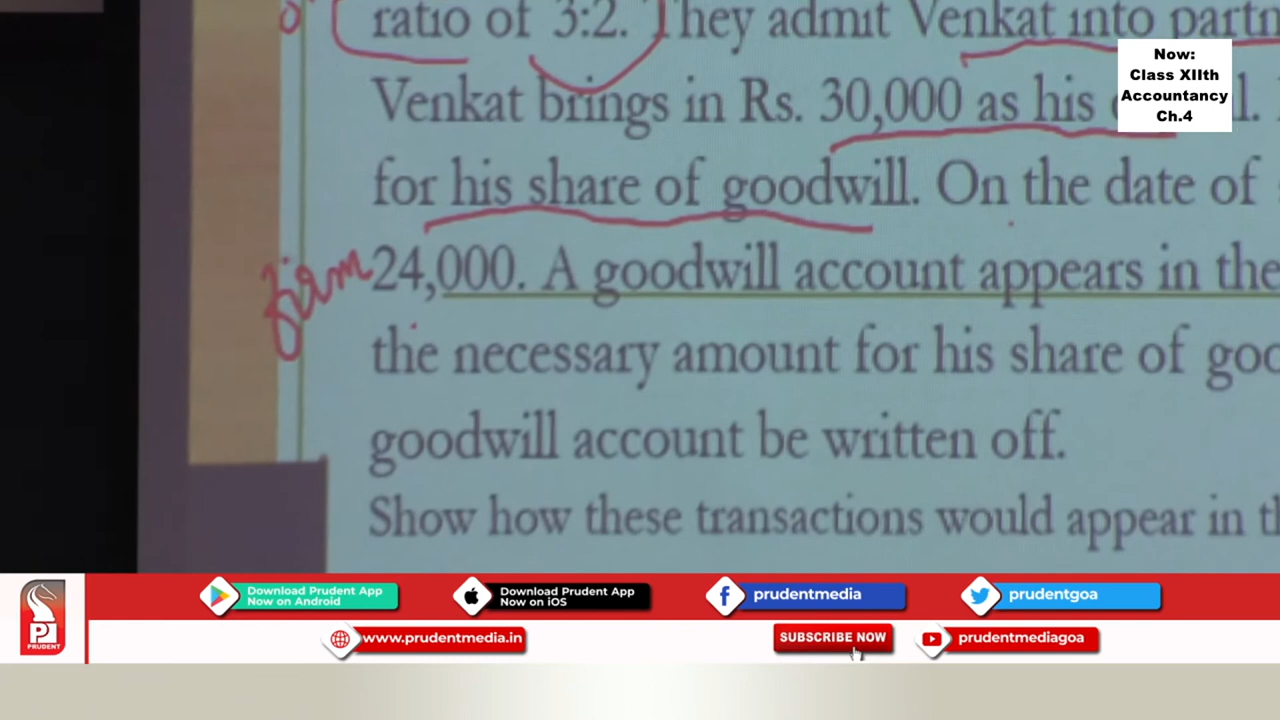 ratio of 3:2. They admit Venkat into partn
Now:
Class XIIth
Accountancy
Ch.4
Venkat brings in Rs. 30,000 as his l.
for his share of goodwill. On the date of
firm 24,000. A goodwill account appears in the
the necessary amount for his share of goo
goodwill account be written off.
Show how these transactions would appear in th
Download Prudent App
Now on Android
Download Prudent App
Now on iOS
prudentmedia
prudentgoa
PRUDENT
www.prudentmedia.in
SUBSCRIBE NOW
prudentmediagoa